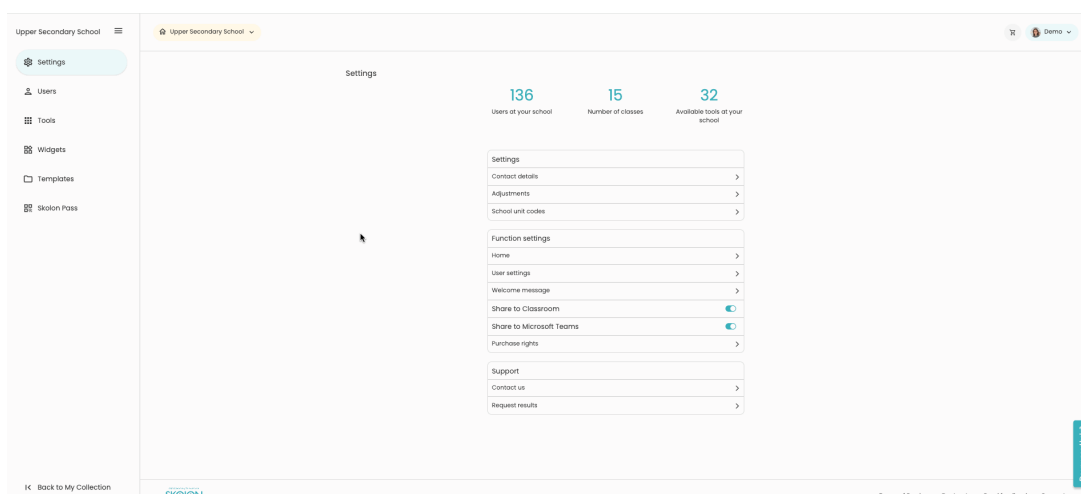 Upper Secondary School
Upper Secondary School
Demo
Settings
Users
Tools
Widgets
Templates
Skolon Pass
Back to My Collection
Settings
136
Users at your school
15
Number of classes
32
Available tools at your
school
Settings
Contact details
Adjustments
School unit codes
Function settings
Home
User settings
Welcome message
Share to Classroom
Share to Microsoft Teams
Purchase rights
Support
Contact us
Request results
SKOLON